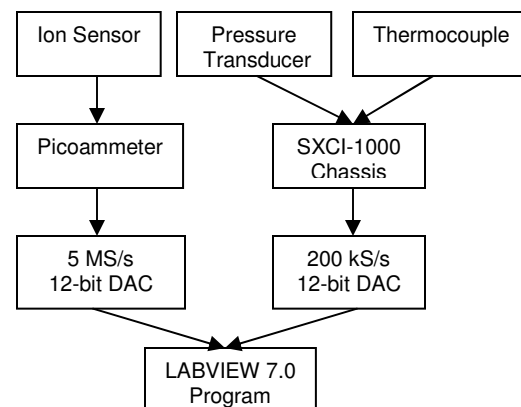 Ion Sensor
Pressure
Transducer
Thermocouple
Picoammeter
SXCI-1000
Chassis
5 MS/s
12-bit DAC
200 kS/s
12-bit DAC
LABVIEW 7.0
Program